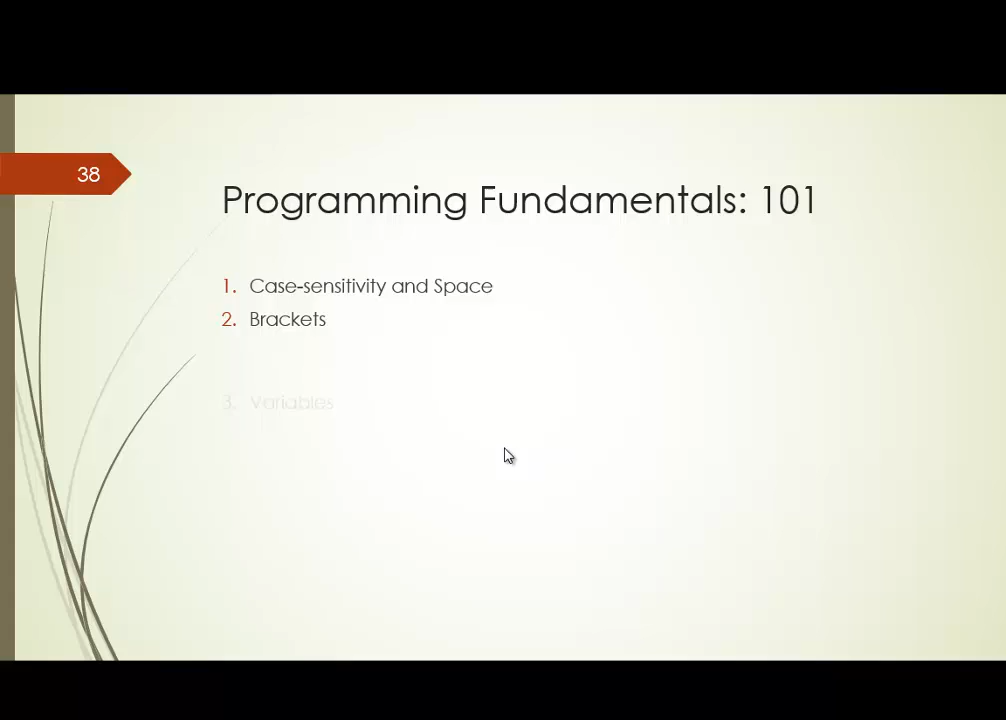 38
Programming Fundamentals: 101
1. Case-sensitivity and Space
2. Brackets
3. Variables